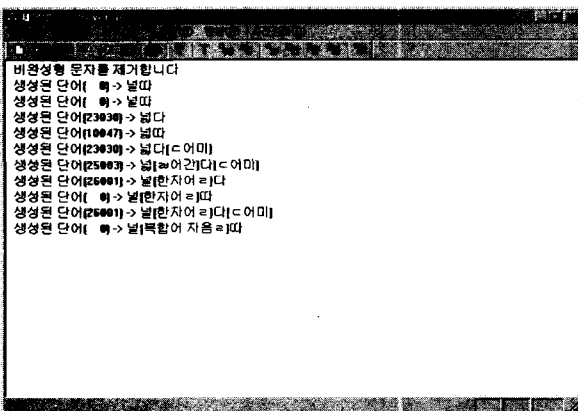 비완성형 문자를 제거합니다
생성된 단어( 0) -> 널따
생성된 단어( 0) -> 널따
생성된 단어(23030) -> 넓다
생성된 단어(10047) -> 넓따
생성된 단어(23030) -> 넓다[ㄷ어미]
생성된 단어(25003) -> 넓[ㄼ어간]다[ㄷ어미]
생성된 단어(26001) -> 널[한자어ㄹ]다
생성된 단어( 0) -> 널[한자어ㄹ]따
생성된 단어(26001) -> 널[한자어ㄹ]다[ㄷ어미]
생성된 단어( 0) -> 널[복합어 자음ㄹ]따